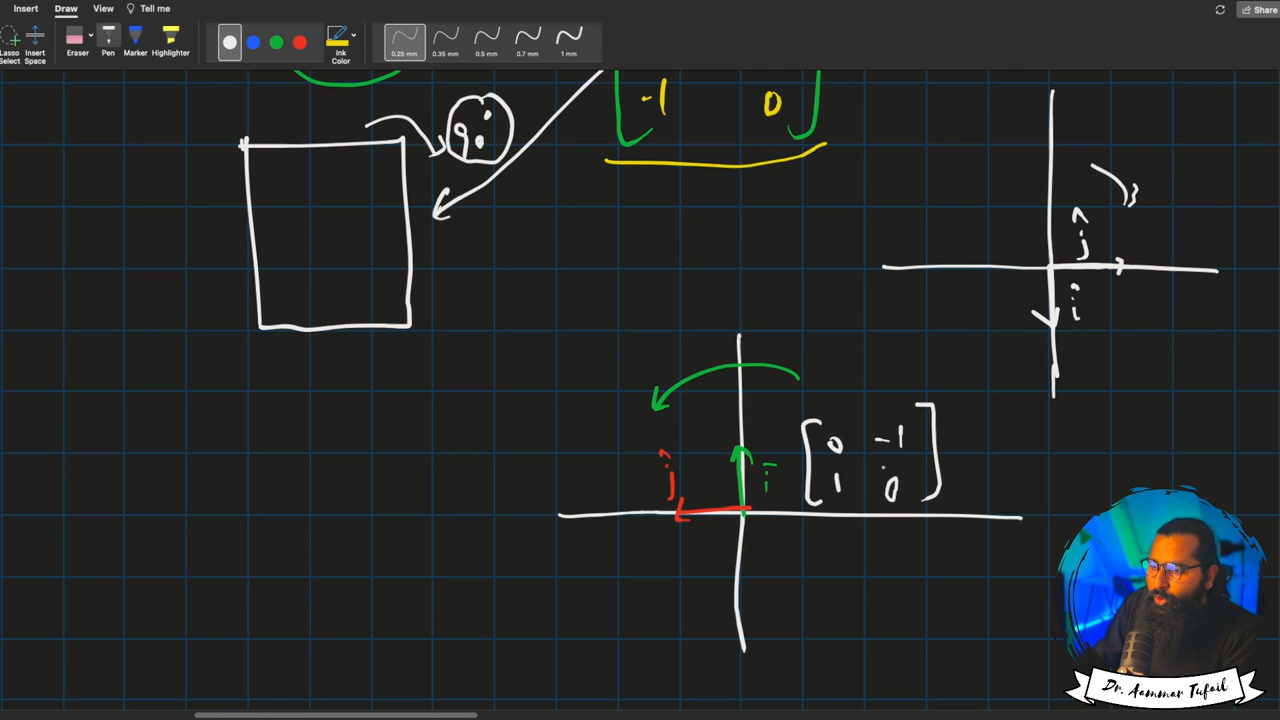 Insert Draw View Tell me
Share
Lasso Select
Insert Space
Eraser
Pen
Marker
Highlighter
Ink Color
0.25 mm 0.35 mm 0.5 mm 0.7 mm 1 mm
-1 0
ĵ
i
ĵ
i
0 -1
1 0
Dr. Aammar Tufail